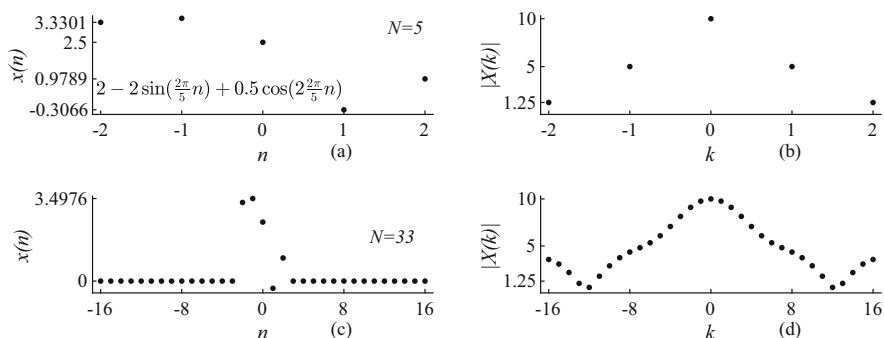 x(n)
3.3301
2.5
0.9789
-0.3066
N=5
2 − 2 sin(2π/5 n) + 0.5 cos(2 2π/5 n)
-2 -1 0 1 2
n (a)
|X(k)|
10
5
1.25
-2 -1 0 1 2
k (b)
x(n)
3.4976
0
N=33
-16 -8 0 8 16
n (c)
|X(k)|
10
5
1.25
-16 -8 0 8 16
k (d)